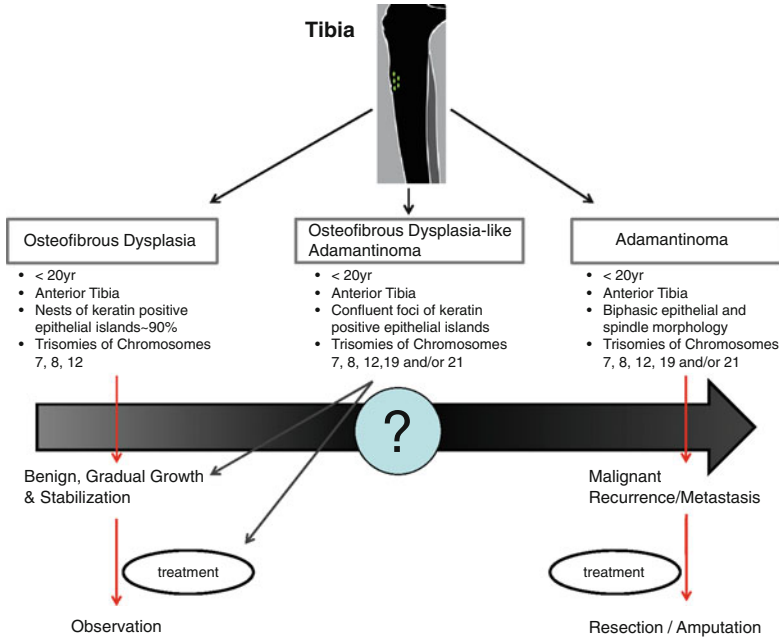 Tibia
Osteofibrous Dysplasia
• < 20yr
• Anterior Tibia
• Nests of keratin positive
epithelial islands~90%
• Trisomies of Chromosomes
7, 8, 12
Osteofibrous Dysplasia-like
Adamantinoma
• < 20yr
• Anterior Tibia
• Confluent foci of keratin
positive epithelial islands
• Trisomies of Chromosomes
7, 8, 12,19 and/or 21
Adamantinoma
• < 20yr
• Anterior Tibia
• Biphasic epithelial and
spindle morphology
• Trisomies of Chromosomes
7, 8, 12, 19 and/or 21
?
Benign, Gradual Growth
& Stabilization
Malignant
Recurrence/Metastasis
treatment
treatment
Observation
Resection / Amputation